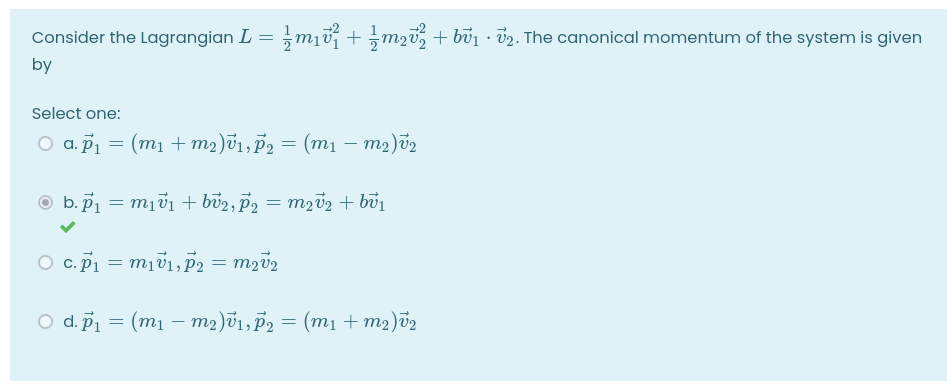 Consider the Lagrangian $L = \frac{1}{2}m_1\vec{v}_1^2 + \frac{1}{2}m_2\vec{v}_2^2 + b\vec{v}_1 \cdot \vec{v}_2$. The canonical momentum of the system is given
by
Select one:
a. $\vec{p}_1 = (m_1 + m_2)\vec{v}_1, \vec{p}_2 = (m_1 - m_2)\vec{v}_2$
b. $\vec{p}_1 = m_1\vec{v}_1 + b\vec{v}_2, \vec{p}_2 = m_2\vec{v}_2 + b\vec{v}_1$
c. $\vec{p}_1 = m_1\vec{v}_1, \vec{p}_2 = m_2\vec{v}_2$
d. $\vec{p}_1 = (m_1 - m_2)\vec{v}_1, \vec{p}_2 = (m_1 + m_2)\vec{v}_2$